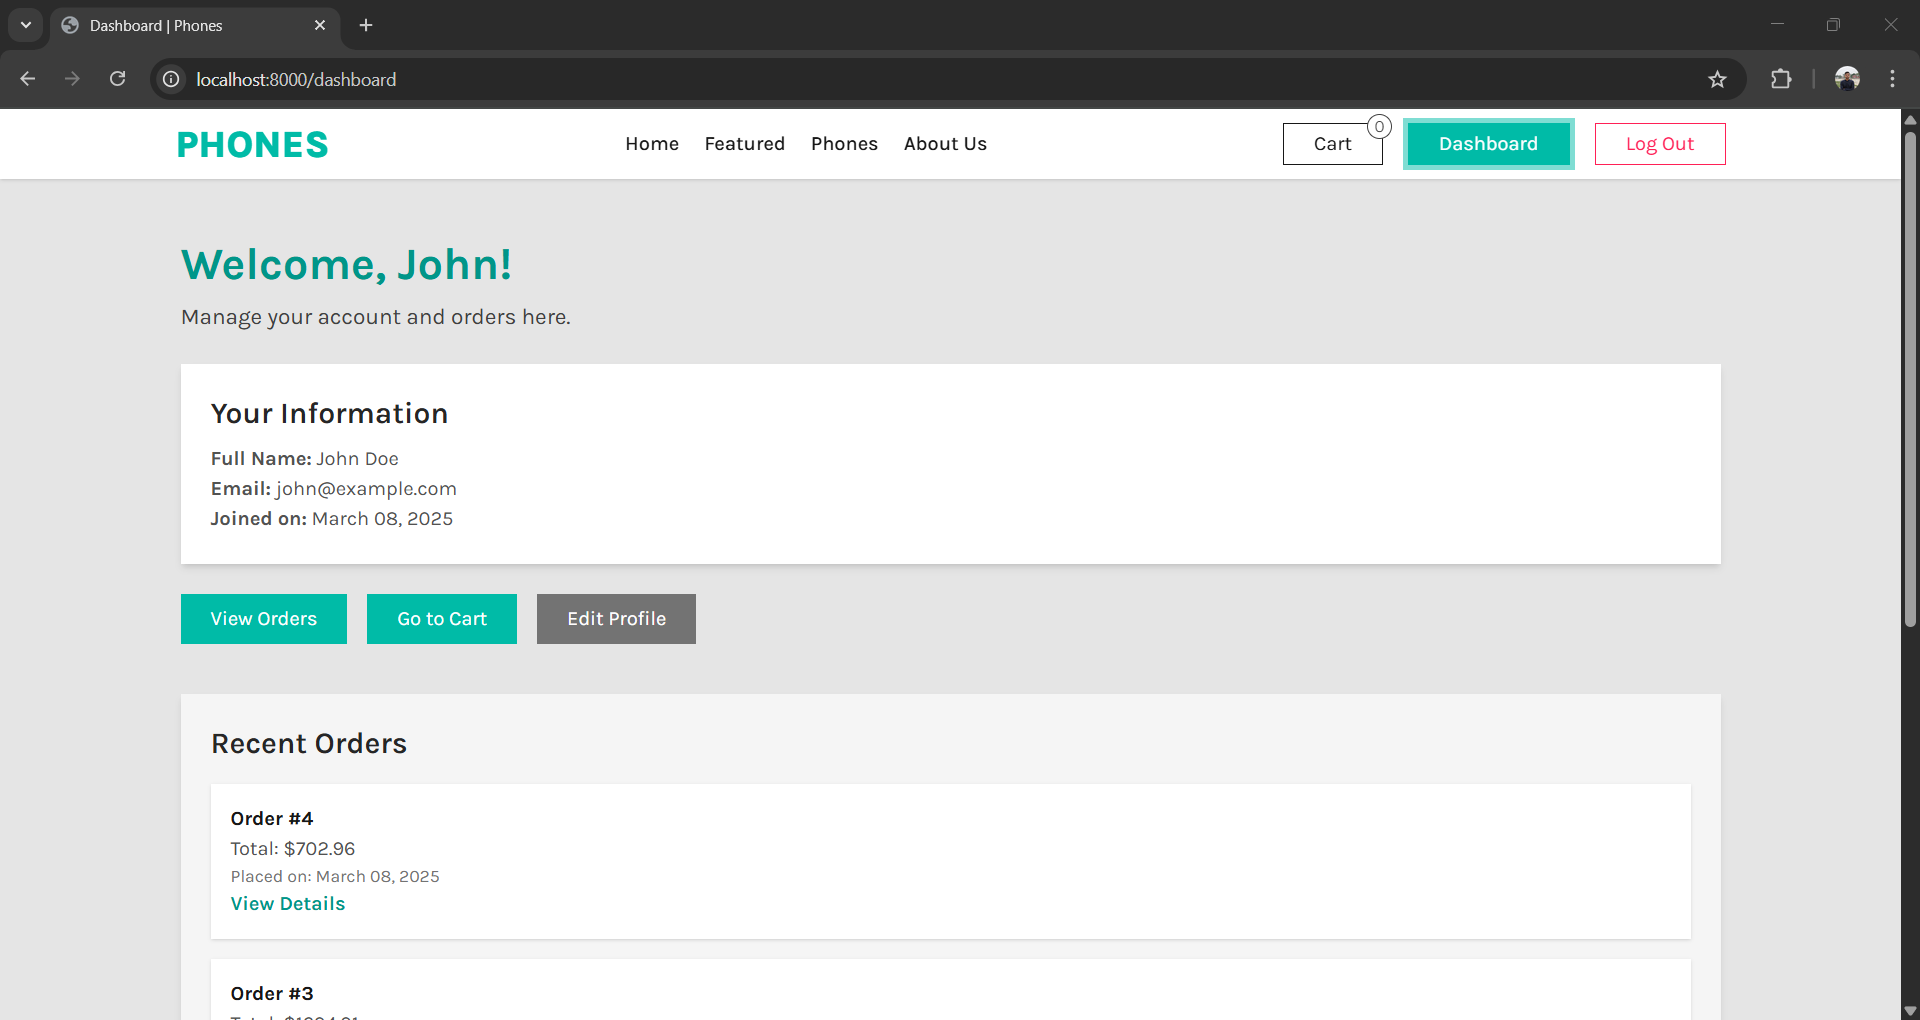 Dashboard | Phones
localhost:8000/dashboard
PHONES
Home Featured Phones About Us
Cart 0 Dashboard Log Out
Welcome, John!
Manage your account and orders here.
Your Information
Full Name: John Doe
Email: john@example.com
Joined on: March 08, 2025
View Orders Go to Cart Edit Profile
Recent Orders
Order #4
Total: $702.96
Placed on: March 08, 2025
View Details
Order #3